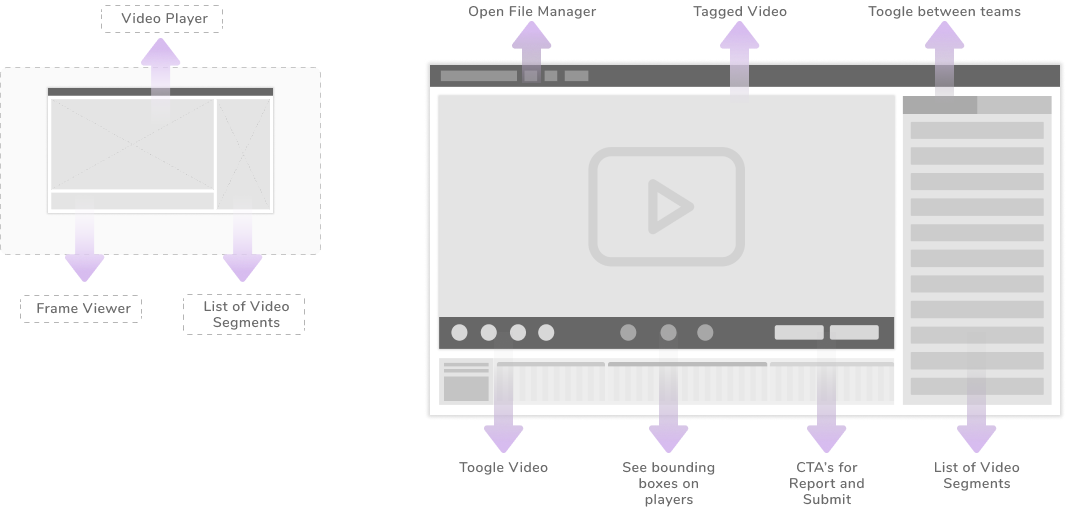 Video Player
Frame Viewer
List of Video
Segments
Open File Manager
Tagged Video
Toogle between teams
Toogle Video
See bounding
boxes on
players
CTA's for
Report and
Submit
List of Video
Segments